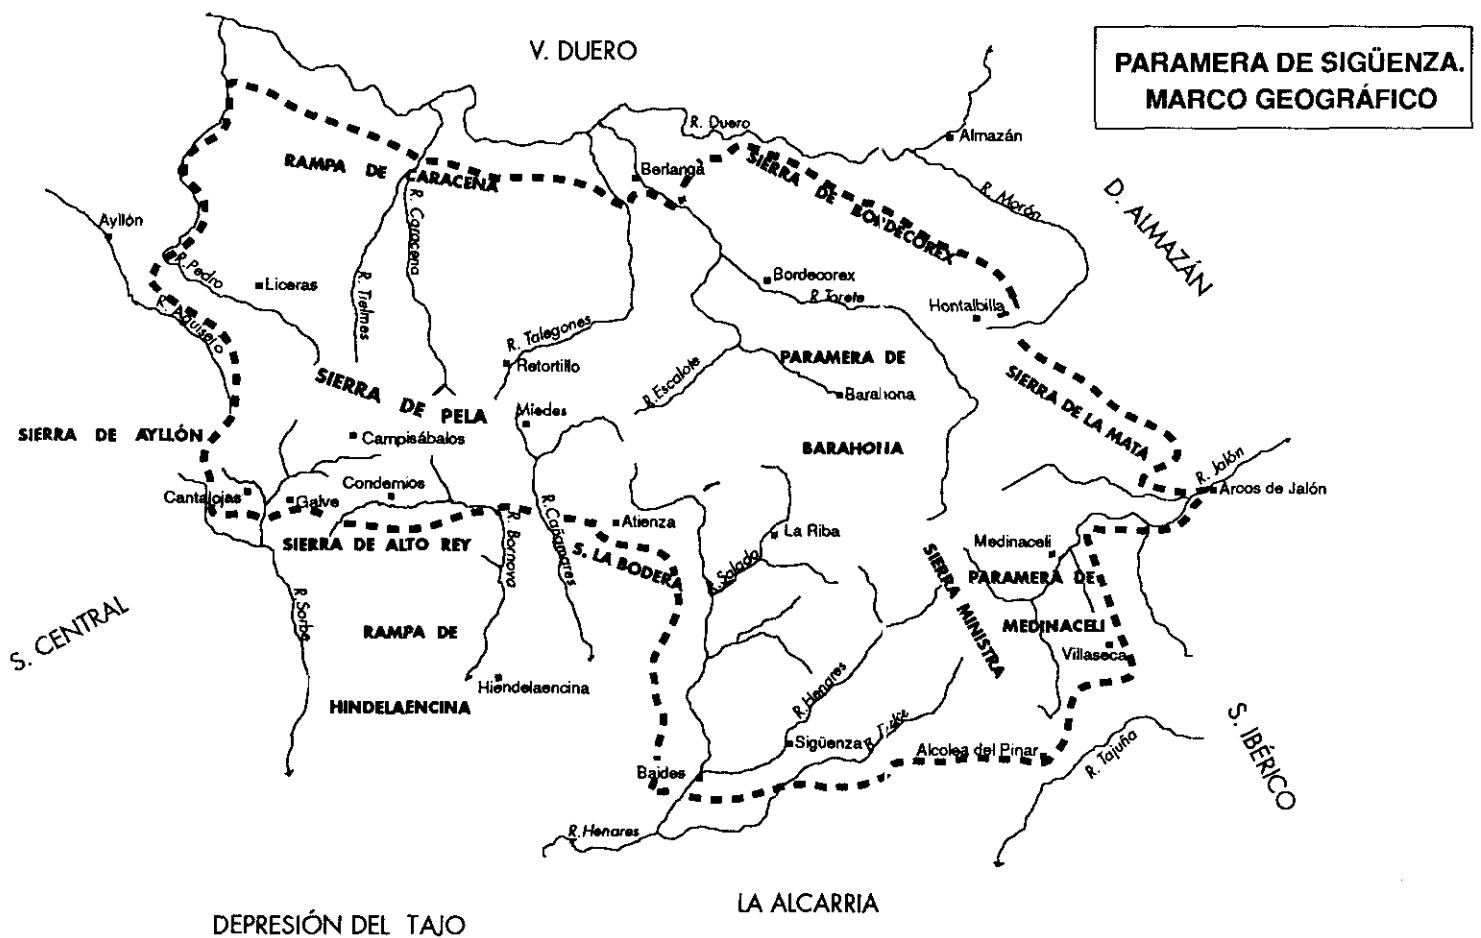 V. DUERO
PARAMERA DE SIGÜENZA.
MARCO GEOGRÁFICO
R. Duero
Almazán
RAMPA DE CARACENA
Berlanga
SIERRA DE BORDECOREX
R. Morón
D. ALMAZÁN
Ayllón
R. Caracena
R. Pedro
Liceras
R. Tielmes
Bordecorex
R. Torete
Hontalbilla
R. Aguisejo
R. Talegones
Retortillo
PARAMERA DE
SIERRA DE PELA
R. Escalote
Barahona
SIERRA DE LA MATA
Miedes
SIERRA DE AYLLÓN
Campisábalos
BARAHONA
R. Jalón
Cantalojas
Galve
Condemios
Arcos de Jalón
R. Cañamares
Atienza
La Riba
Medinaceli
SIERRA DE ALTO REY
R. Bornova
S. LA BODERA
R. Salado
SIERRA MINISTRA
PARAMERA DE
S. CENTRAL
R. Sorbe
RAMPA DE
MEDINACELI
Villaseca
Hiendelaencina
HINDELAENCINA
R. Henares
R. Dulce
Sigüenza
Alcolea del Pinar
R. Tajuña
S. IBÉRICO
Baides
R. Henares
LA ALCARRIA
DEPRESIÓN DEL TAJO